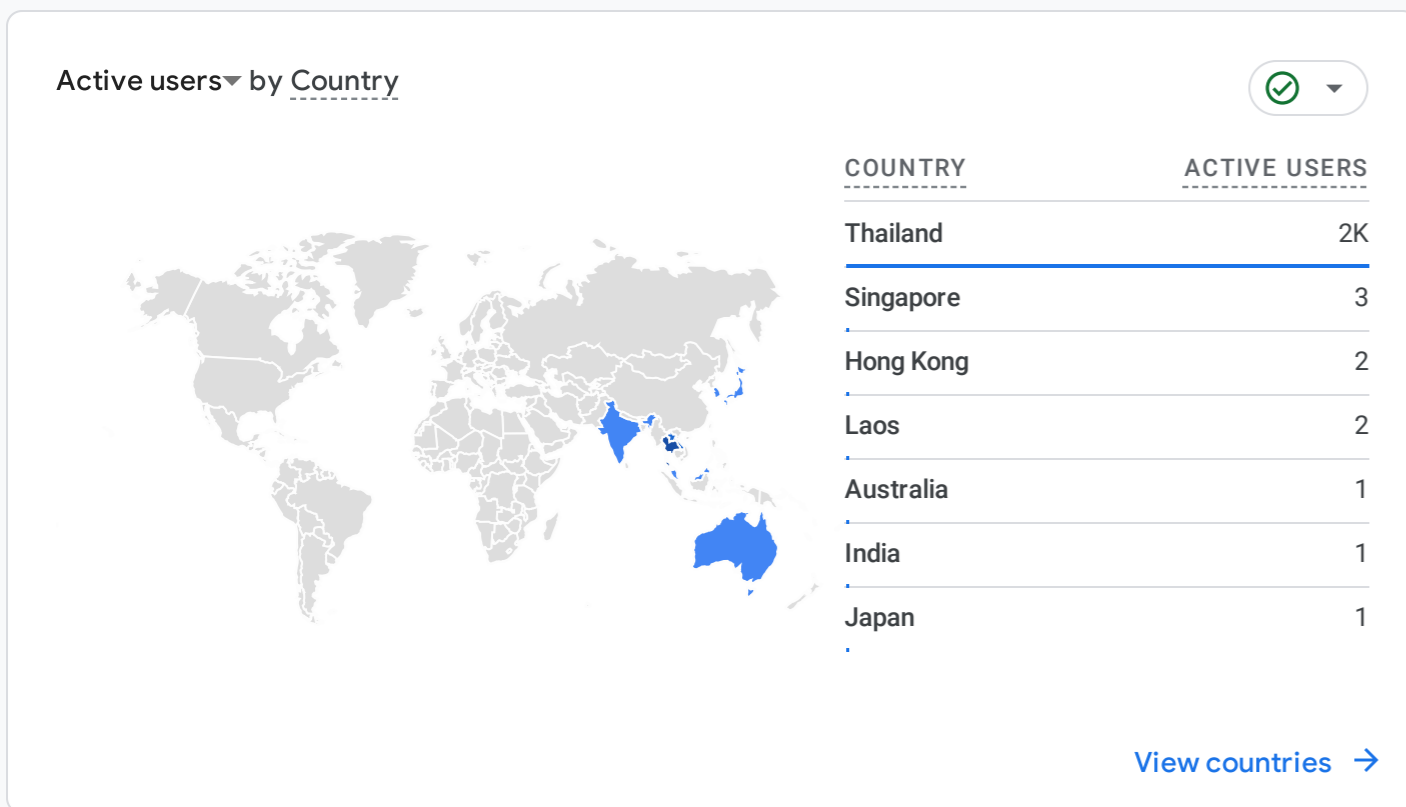 Active users by Country
COUNTRY ACTIVE USERS
Thailand 2K
Singapore 3
Hong Kong 2
Laos 2
Australia 1
India 1
Japan 1
View countries